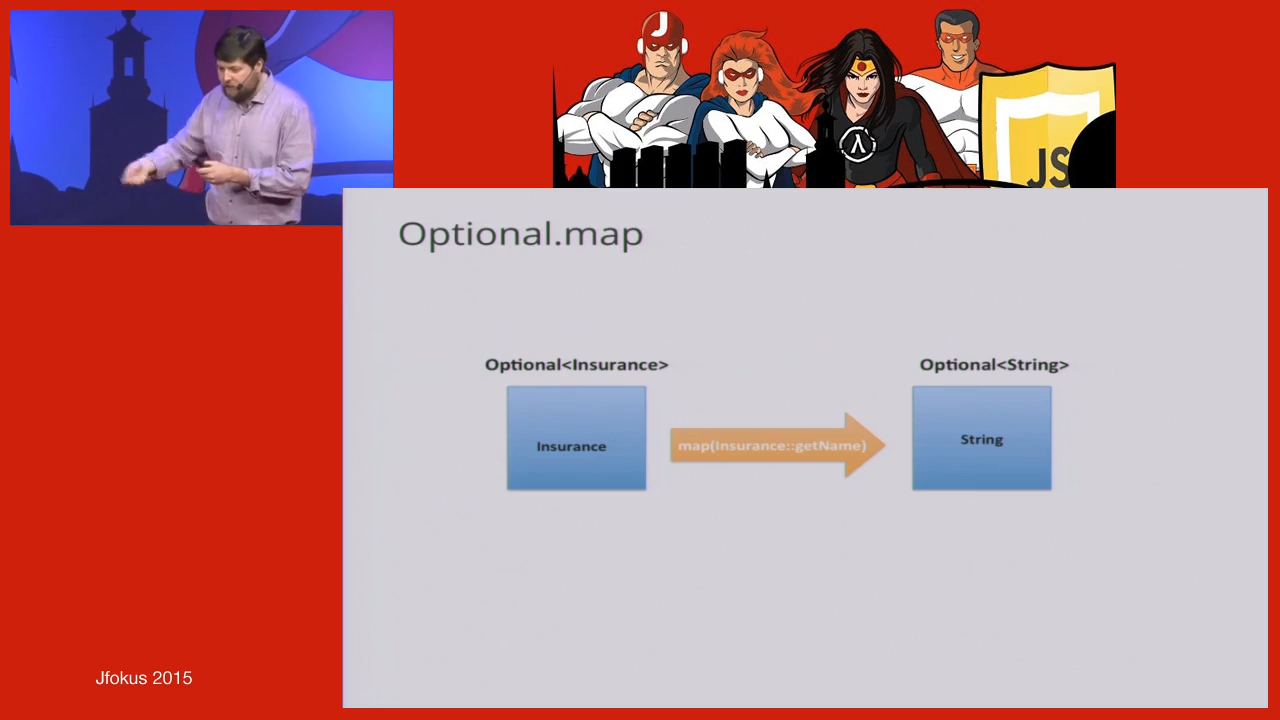 J
λ
JS
Optional.map
Optional<Insurance>
Optional<String>
Insurance
map(Insurance::getName)
String
Jfokus 2015